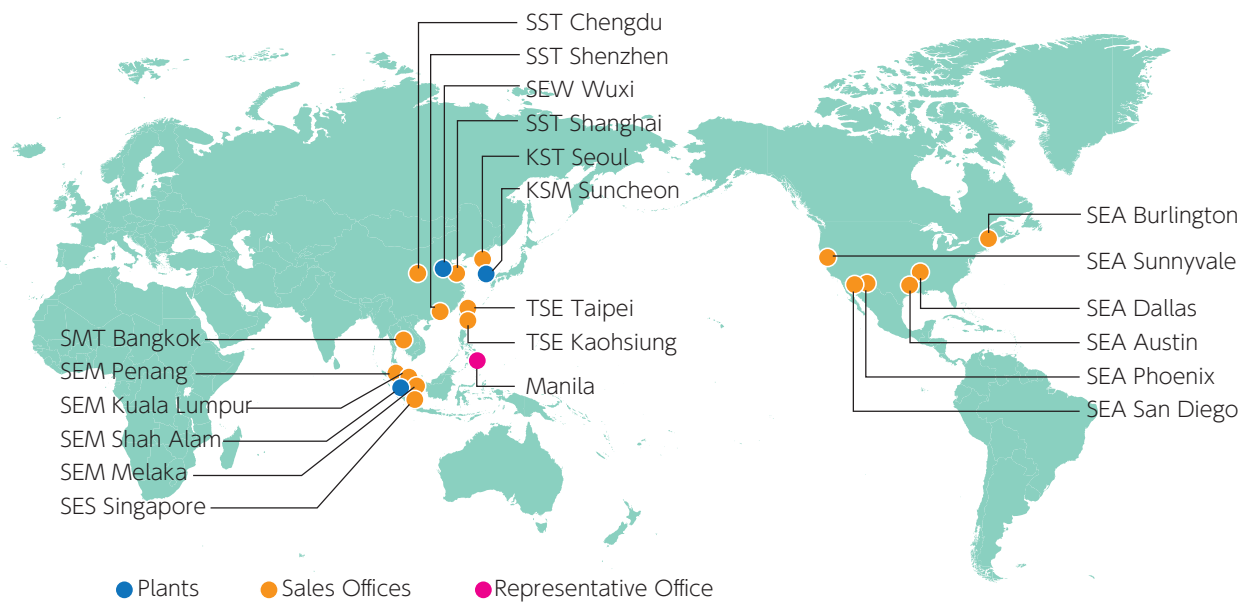 SST Chengdu
SST Shenzhen
SEW Wuxi
SST Shanghai
KST Seoul
KSM Suncheon
TSE Taipei
TSE Kaohsiung
Manila
SMT Bangkok
SEM Penang
SEM Kuala Lumpur
SEM Shah Alam
SEM Melaka
SES Singapore
SEA Burlington
SEA Sunnyvale
SEA Dallas
SEA Austin
SEA Phoenix
SEA San Diego
Plants Sales Offices Representative Office